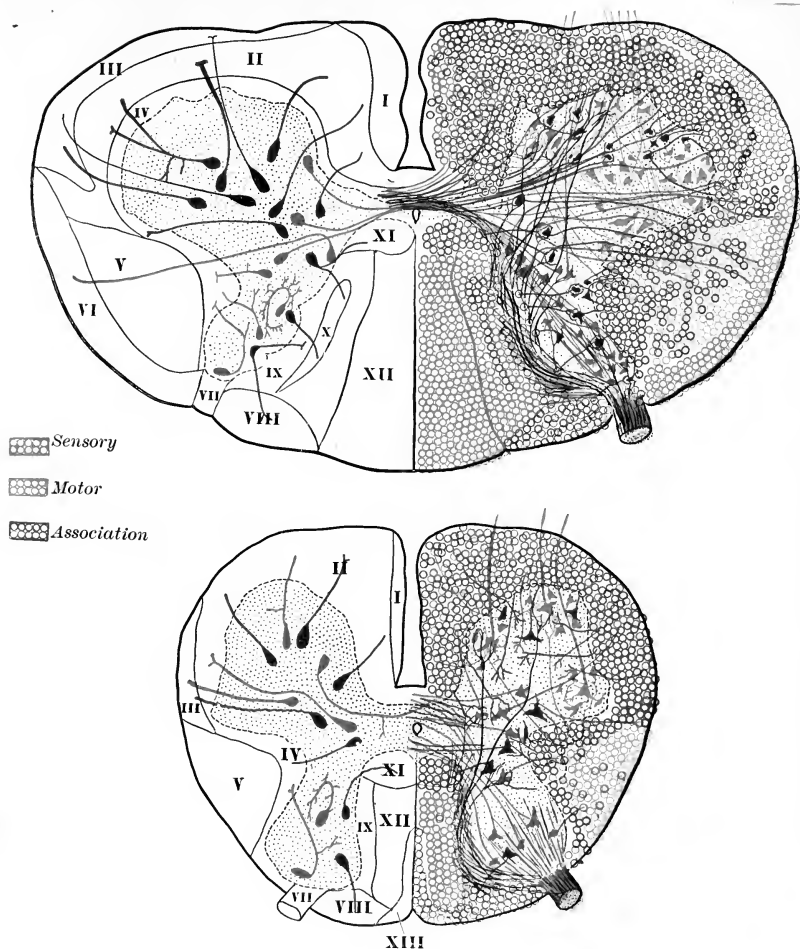 III
II
I
IV
V
XI
VI
X
XII
IX
VII
VIII
Sensory
Motor
Association
II
I
III
IV
XI
V
IX
XII
VII
VIII
XIII